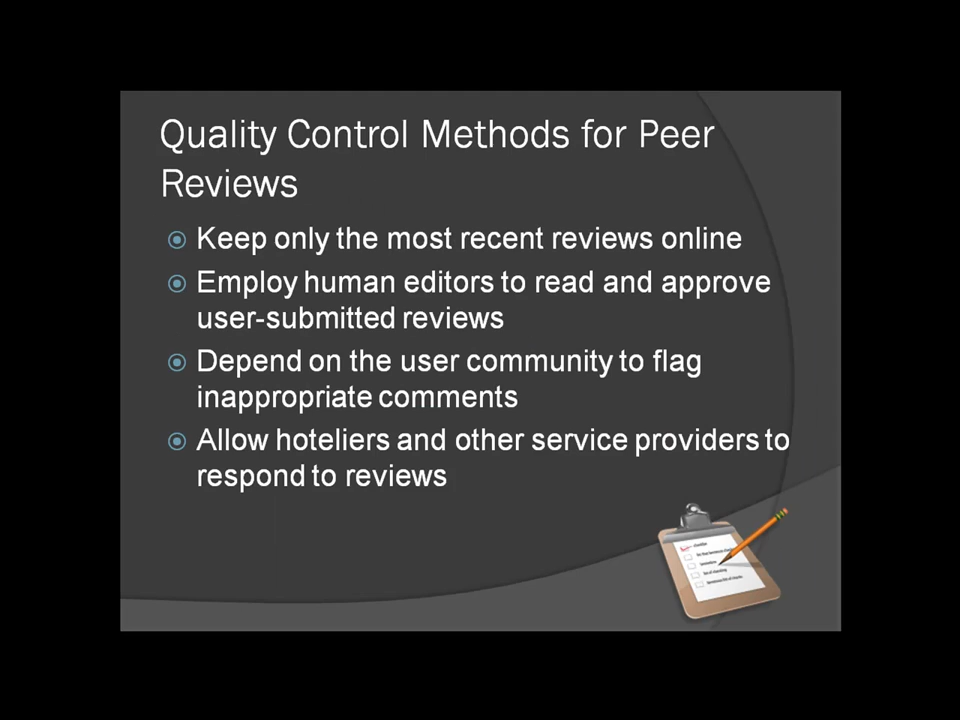 Quality Control Methods for Peer
Reviews
Keep only the most recent reviews online
Employ human editors to read and approve
user-submitted reviews
Depend on the user community to flag
inappropriate comments
Allow hoteliers and other service providers to
respond to reviews